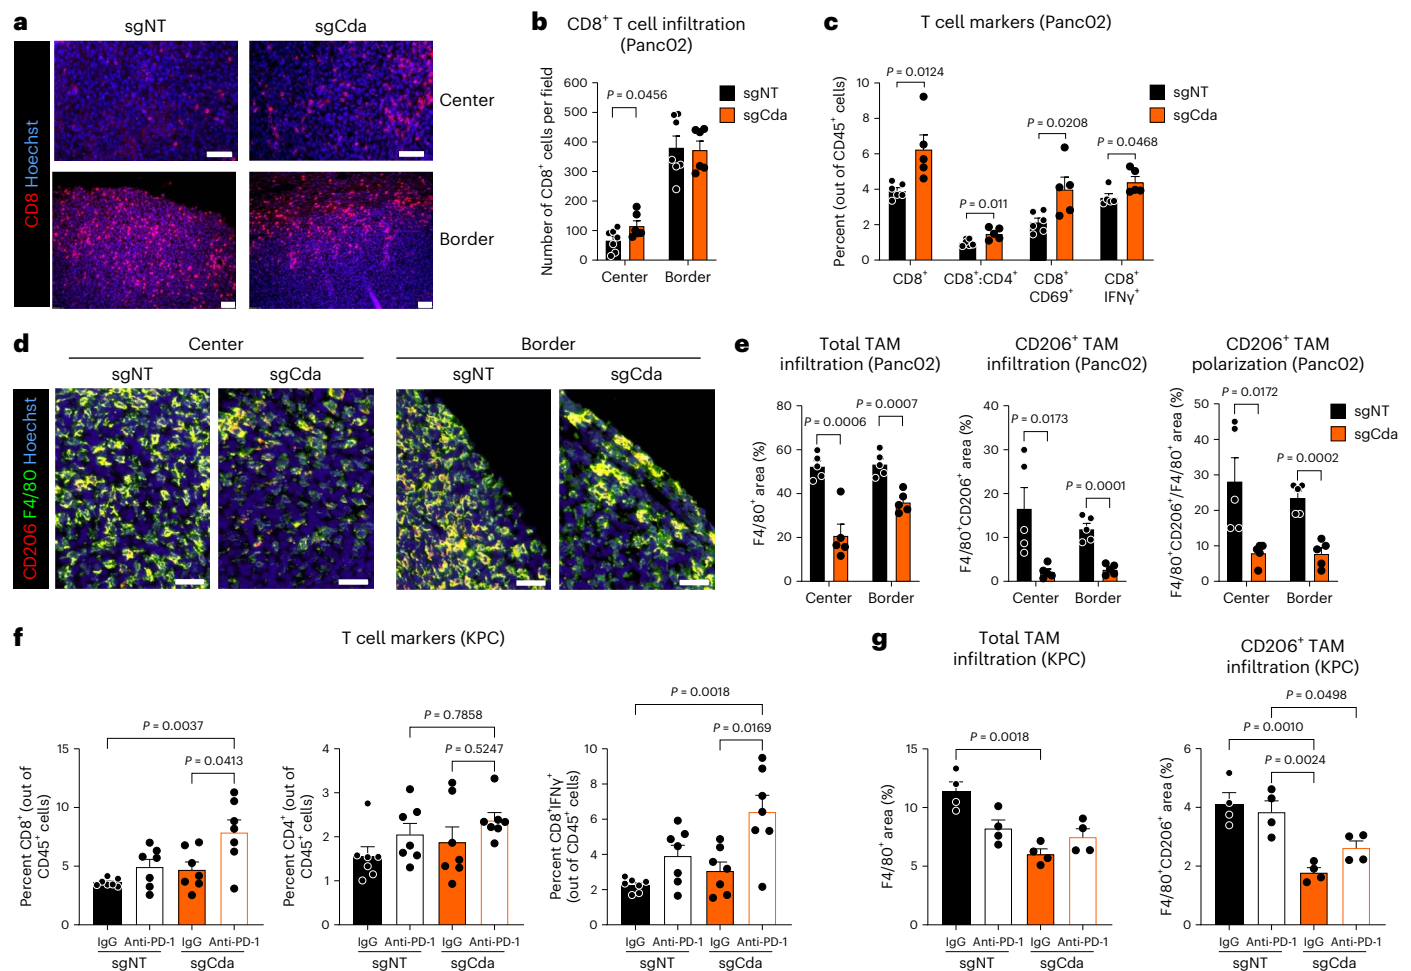 a
sgNT
sgCda
CD8 Hoechst
Center
Border
b
CD8⁺ T cell infiltration
(Panc02)
Number of CD8⁺ cells per field
600
500
400
300
200
100
0
P = 0.0456
Center
Border
sgNT
sgCda
c
T cell markers (Panc02)
Percent (out of CD45⁺ cells)
10
8
6
4
2
0
P = 0.0124
P = 0.011
P = 0.0208
P = 0.0468
CD8⁺
CD8⁺:CD4⁺
CD8⁺
CD69⁺
CD8⁺
IFNγ⁺
sgNT
sgCda
d
Center
Border
sgNT
sgCda
sgNT
sgCda
CD206 F4/80 Hoechst
e
Total TAM
infiltration (Panc02)
F4/80⁺ area (%)
80
60
40
20
0
P = 0.0006
P = 0.0007
Center
Border
CD206⁺ TAM
infiltration (Panc02)
F4/80⁺CD206⁺ area (%)
40
30
20
10
0
P = 0.0173
P = 0.0001
Center
Border
CD206⁺ TAM
polarization (Panc02)
F4/80⁺CD206⁺/F4/80⁺ area (%)
50
40
30
20
10
0
P = 0.0172
P = 0.0002
Center
Border
sgNT
sgCda
f
T cell markers (KPC)
Percent CD8⁺ (out of
CD45⁺ cells)
15
10
5
0
P = 0.0037
P = 0.0413
IgG
Anti-PD-1
IgG
Anti-PD-1
sgNT
sgCda
Percent CD4⁺ (out of
CD45⁺ cells)
4
3
2
1
0
P = 0.7858
P = 0.5247
IgG
Anti-PD-1
IgG
Anti-PD-1
sgNT
sgCda
Percent CD8⁺IFNγ⁺
(out of CD45⁺ cells)
10
8
6
4
2
0
P = 0.0018
P = 0.0169
IgG
Anti-PD-1
IgG
Anti-PD-1
sgNT
sgCda
g
Total TAM
infiltration (KPC)
F4/80⁺ area (%)
15
10
5
0
P = 0.0018
IgG
Anti-PD-1
IgG
Anti-PD-1
sgNT
sgCda
CD206⁺ TAM
infiltration (KPC)
F4/80⁺CD206⁺ area (%)
6
4
2
0
P = 0.0498
P = 0.0010
P = 0.0024
IgG
Anti-PD-1
IgG
Anti-PD-1
sgNT
sgCda